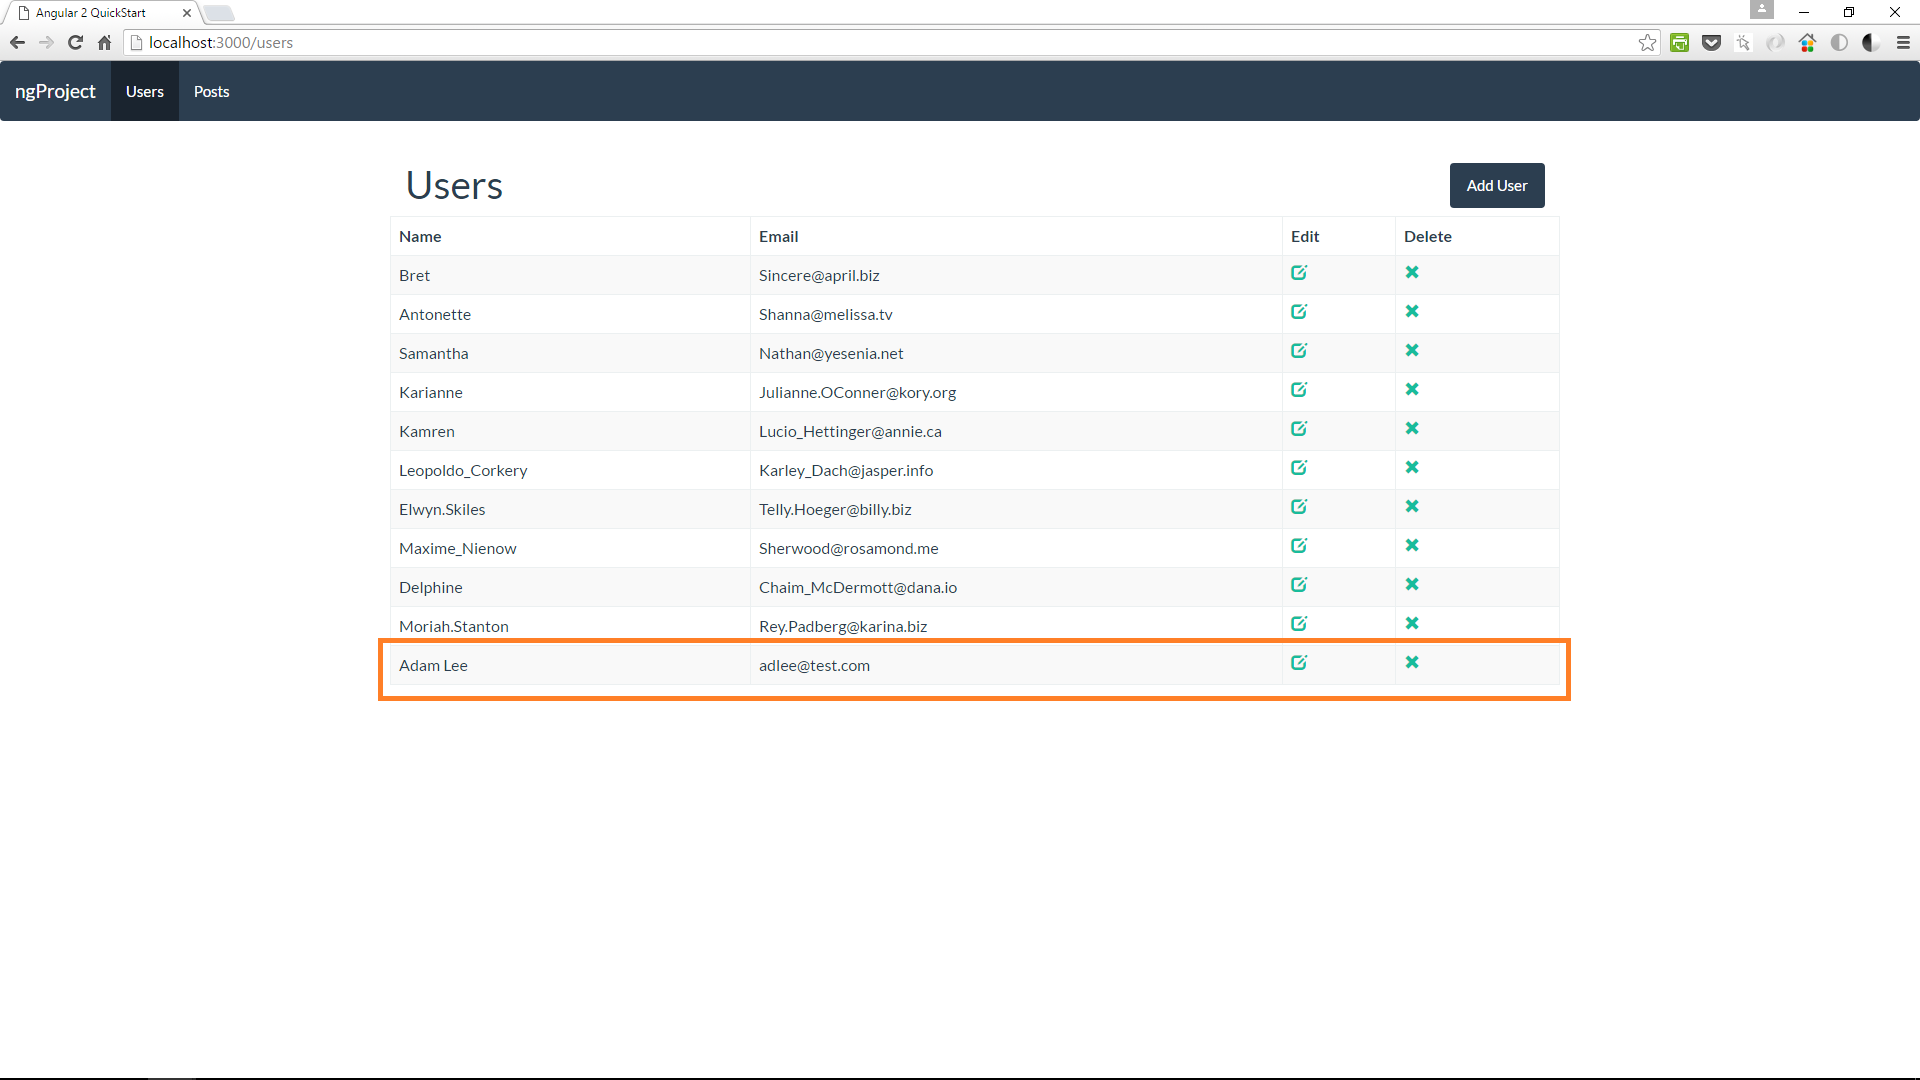 Angular 2 QuickStart
localhost:3000/users
ngProject Users Posts
Users Add User
Name Email Edit Delete
Bret Sincere@april.biz
Antonette Shanna@melissa.tv
Samantha Nathan@yesenia.net
Karianne Julianne.OConner@kory.org
Kamren Lucio_Hettinger@annie.ca
Leopoldo_Corkery Karley_Dach@jasper.info
Elwyn.Skiles Telly.Hoeger@billy.biz
Maxime_Nienow Sherwood@rosamond.me
Delphine Chaim_McDermott@dana.io
Moriah.Stanton Rey.Padberg@karina.biz
Adam Lee adlee@test.com